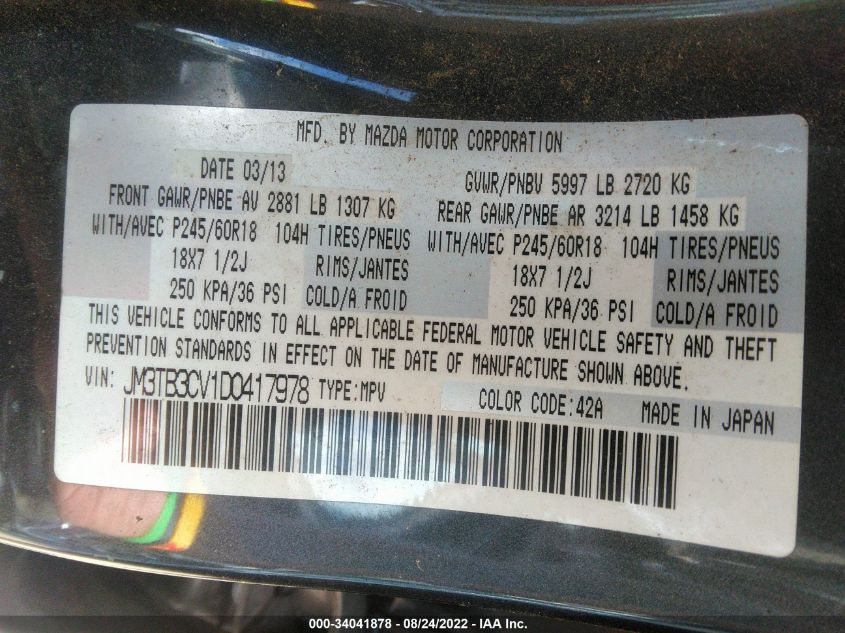 MFD. BY MAZDA MOTOR CORPORATION
DATE 03/13
GVWR/PNBV 5997 LB 2720 KG
FRONT GAWR/PNBE AV 2881 LB 1307 KG
REAR GAWR/PNBE AR 3214 LB 1458 KG
WITH/AVEC P245/60R18 104H TIRES/PNEUS
WITH/AVEC P245/60R18 104H TIRES/PNEUS
18X7 1/2J RIMS/JANTES
18X7 1/2J RIMS/JANTES
250 KPA/36 PSI COLD/A FROID
250 KPA/36 PSI COLD/A FROID
THIS VEHICLE CONFORMS TO ALL APPLICABLE FEDERAL MOTOR VEHICLE SAFETY AND THEFT
PREVENTION STANDARDS IN EFFECT ON THE DATE OF MANUFACTURE SHOWN ABOVE.
VIN: JM3TB3CV1D0417978 TYPE:MPV
COLOR CODE:42A MADE IN JAPAN
000-34041878 - 08/24/2022 - IAA Inc.